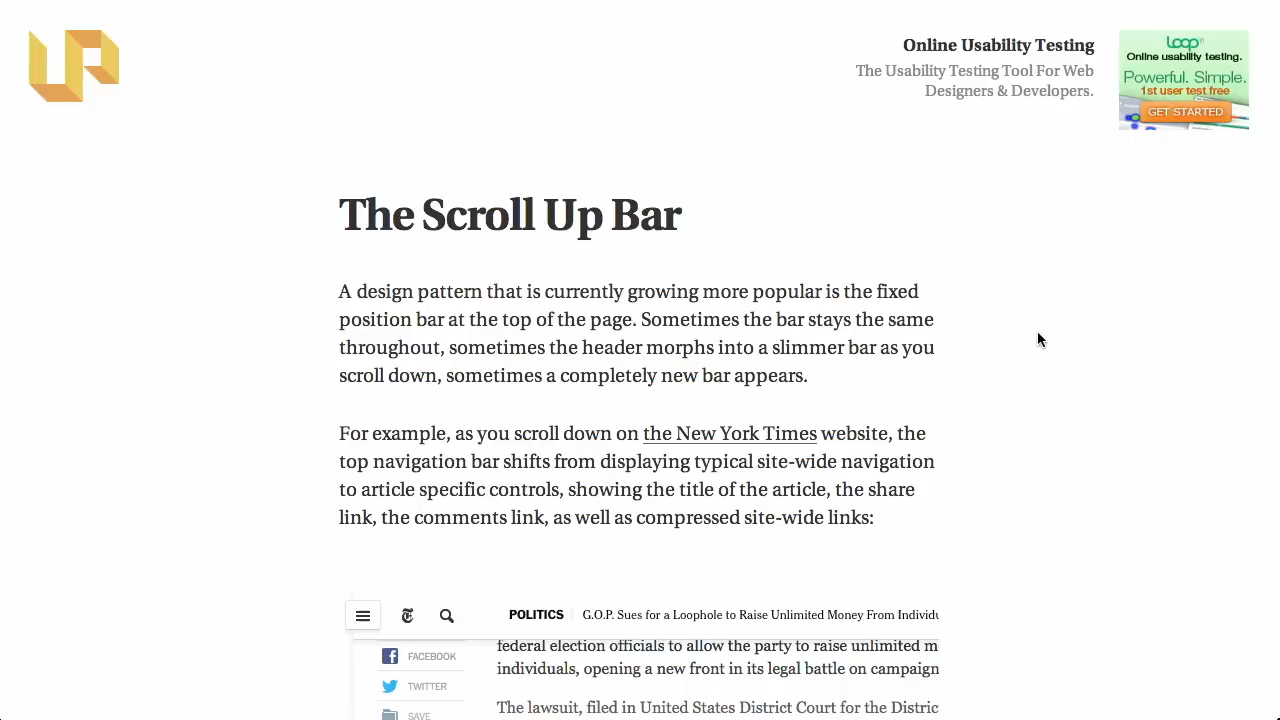 Online Usability Testing
The Usability Testing Tool For Web
Designers & Developers.
Loop11
Online usability testing.
Powerful. Simple.
1st user test free
GET STARTED
The Scroll Up Bar
A design pattern that is currently growing more popular is the fixed
position bar at the top of the page. Sometimes the bar stays the same
throughout, sometimes the header morphs into a slimmer bar as you
scroll down, sometimes a completely new bar appears.
For example, as you scroll down on the New York Times website, the
top navigation bar shifts from displaying typical site-wide navigation
to article specific controls, showing the title of the article, the share
link, the comments link, as well as compressed site-wide links:
POLITICS G.O.P. Sues for a Loophole to Raise Unlimited Money From Individu
federal election officials to allow the party to raise unlimited m
FACEBOOK
individuals, opening a new front in its legal battle on campaign
TWITTER
The lawsuit, filed in United States District Court for the Distric
SAVE